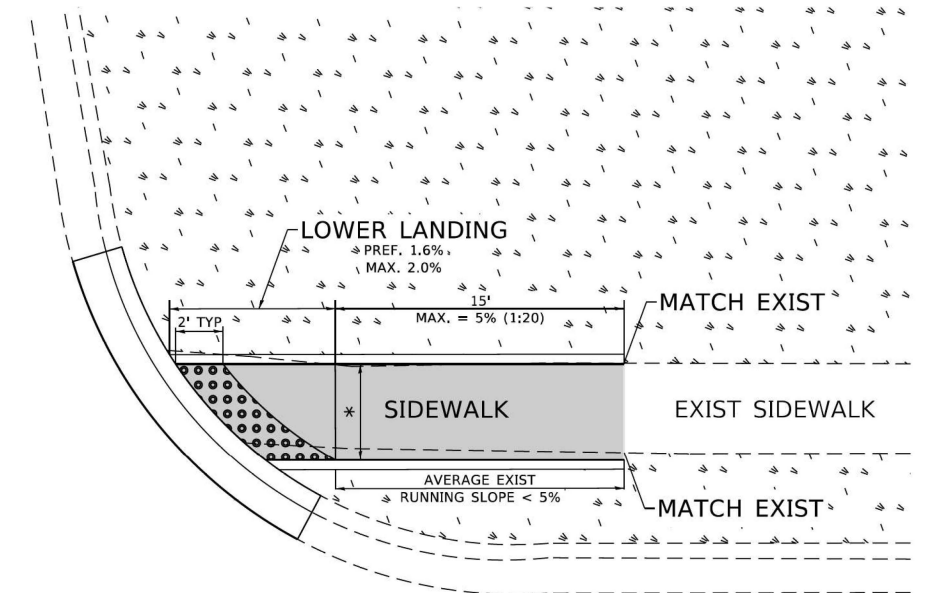 LOWER LANDING
PREF. 1.6%
MAX. 2.0%
15'
MAX. = 5% (1:20)
MATCH EXIST
2' TYP
*
SIDEWALK
EXIST SIDEWALK
AVERAGE EXIST
RUNNING SLOPE < 5%
MATCH EXIST